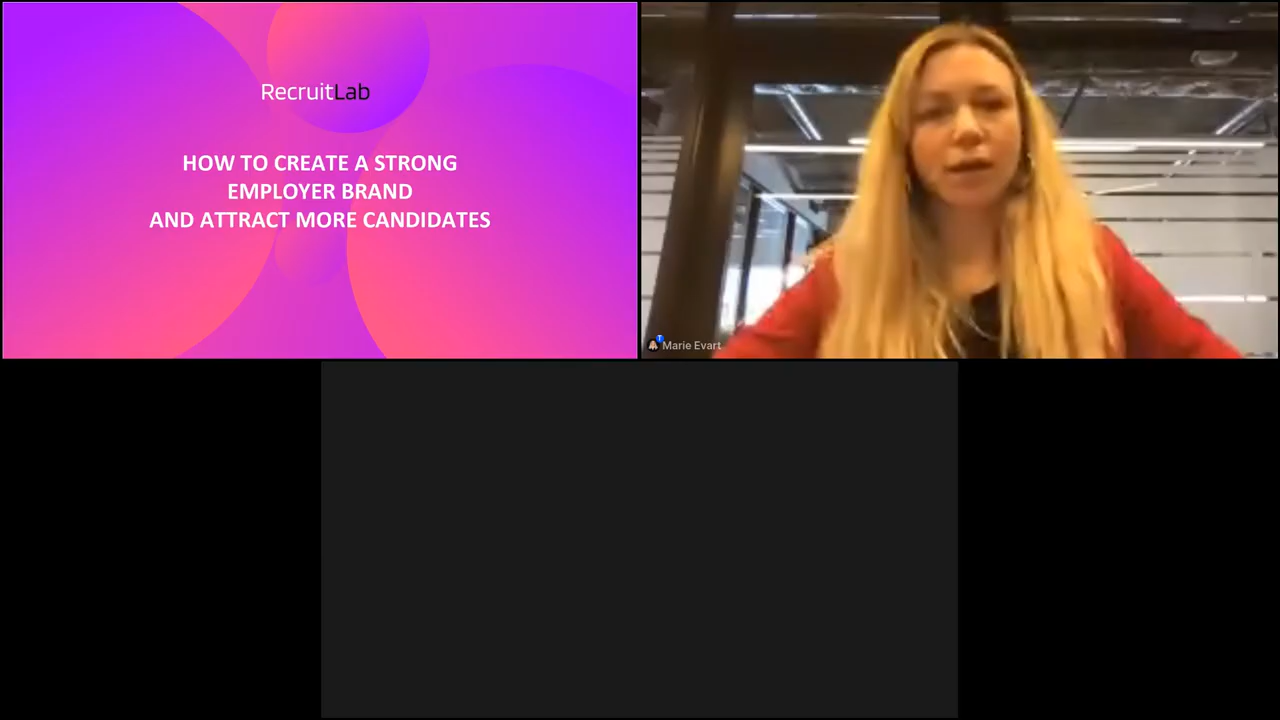 RecruitLab
HOW TO CREATE A STRONG
EMPLOYER BRAND
AND ATTRACT MORE CANDIDATES
Marie Evart